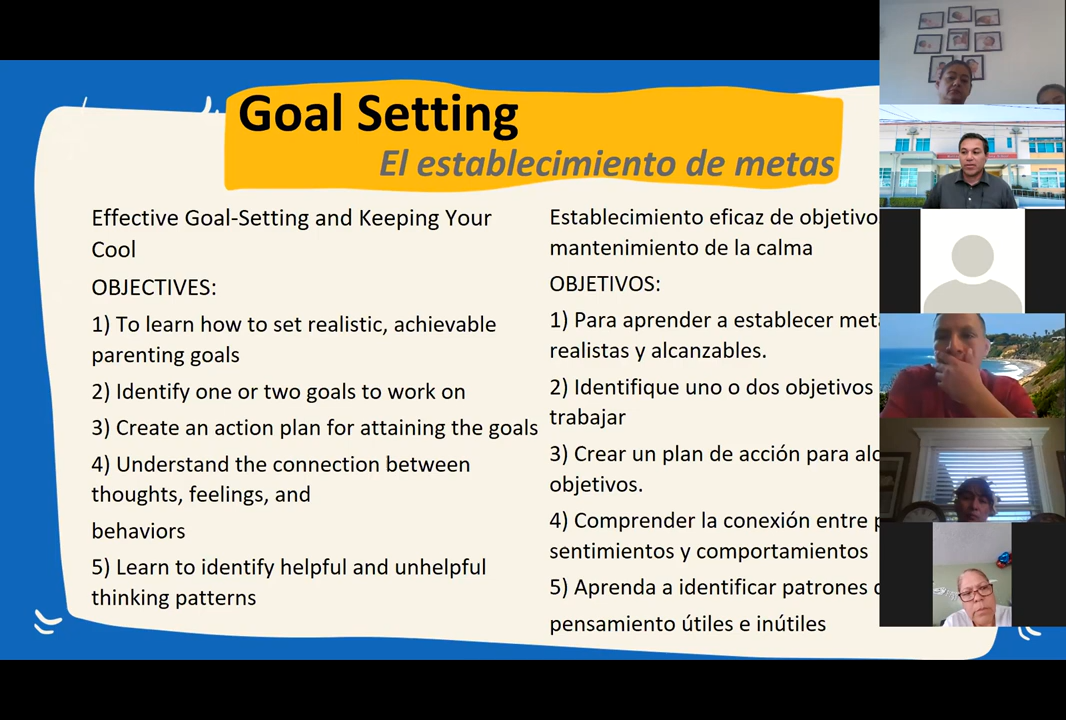 Goal Setting
El establecimiento de metas
Effective Goal-Setting and Keeping Your
Cool
OBJECTIVES:
1) To learn how to set realistic, achievable
parenting goals
2) Identify one or two goals to work on
3) Create an action plan for attaining the goals
4) Understand the connection between
thoughts, feelings, and
behaviors
5) Learn to identify helpful and unhelpful
thinking patterns
Establecimiento eficaz de
mantenimiento de la calma
OBJETIVOS:
1) Para aprender a establecer
realistas y alcanzables.
2) Identifique uno o dos objetivos
trabajar
3) Crear un plan de acción para
objetivos.
4) Comprender la conexión entre
sentimientos y comportamientos
5) Aprenda a identificar patrones
pensamiento útiles e inútiles